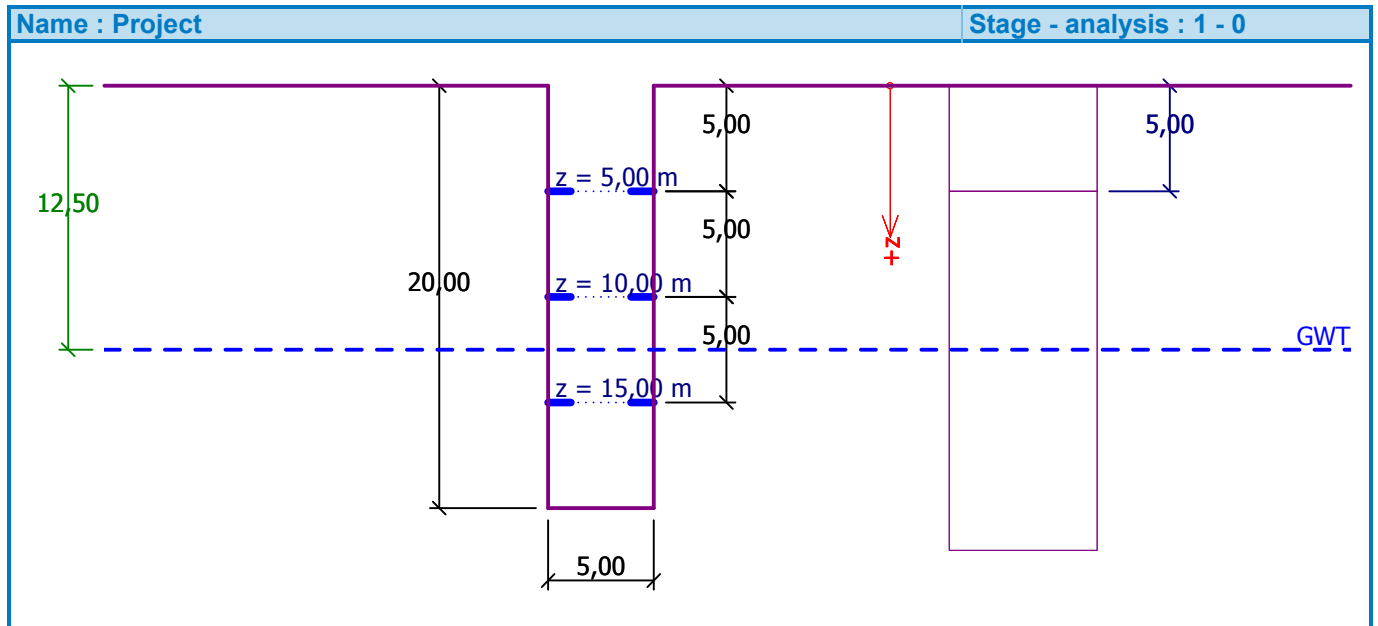 Name : Project
Stage - analysis : 1 - 0
5,00
5,00
z = 5,00 m
12,50
5,00
+z
20,00
z = 10,00 m
5,00
GWT
z = 15,00 m
5,00